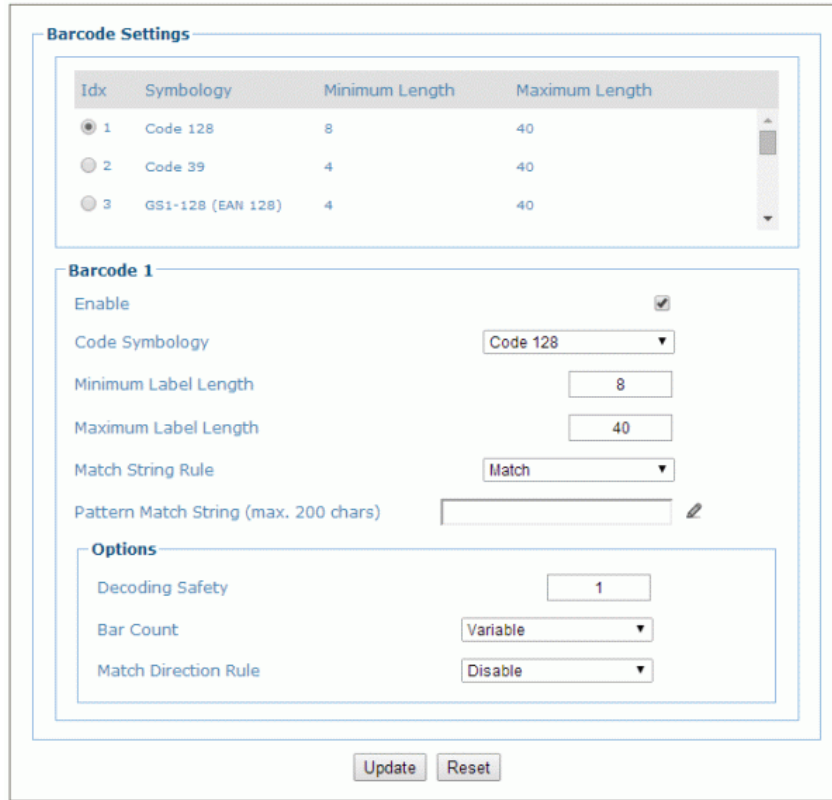 Barcode Settings
Idx Symbology Minimum Length Maximum Length
1 Code 128 8 40
2 Code 39 4 40
3 GS1-128 (EAN 128) 4 40
Barcode 1
Enable
Code Symbology Code 128
Minimum Label Length 8
Maximum Label Length 40
Match String Rule Match
Pattern Match String (max. 200 chars)
Options
Decoding Safety 1
Bar Count Variable
Match Direction Rule Disable
Update Reset